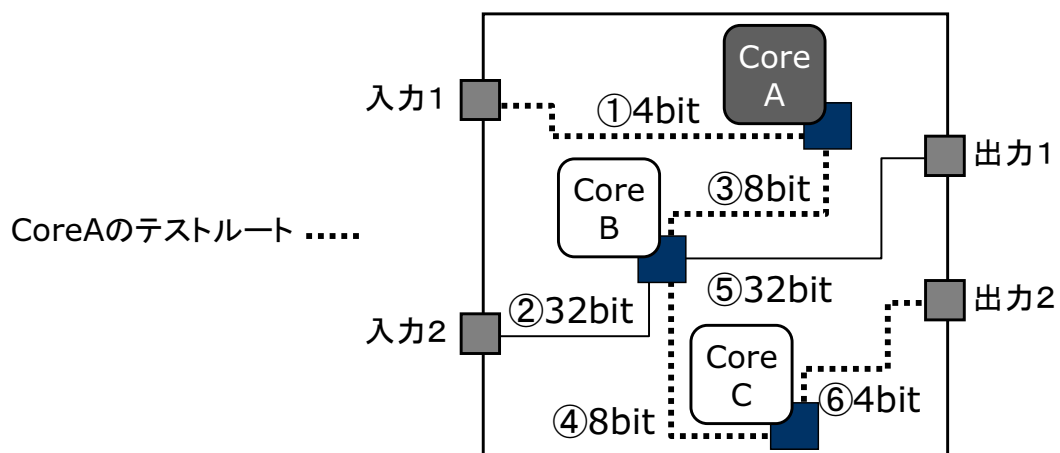 Core
A
入力1
①4bit
出力1
③8bit
Core
B
CoreAのテストルート
⑤32bit
出力2
②32bit
入力2
Core
C
⑥4bit
④8bit